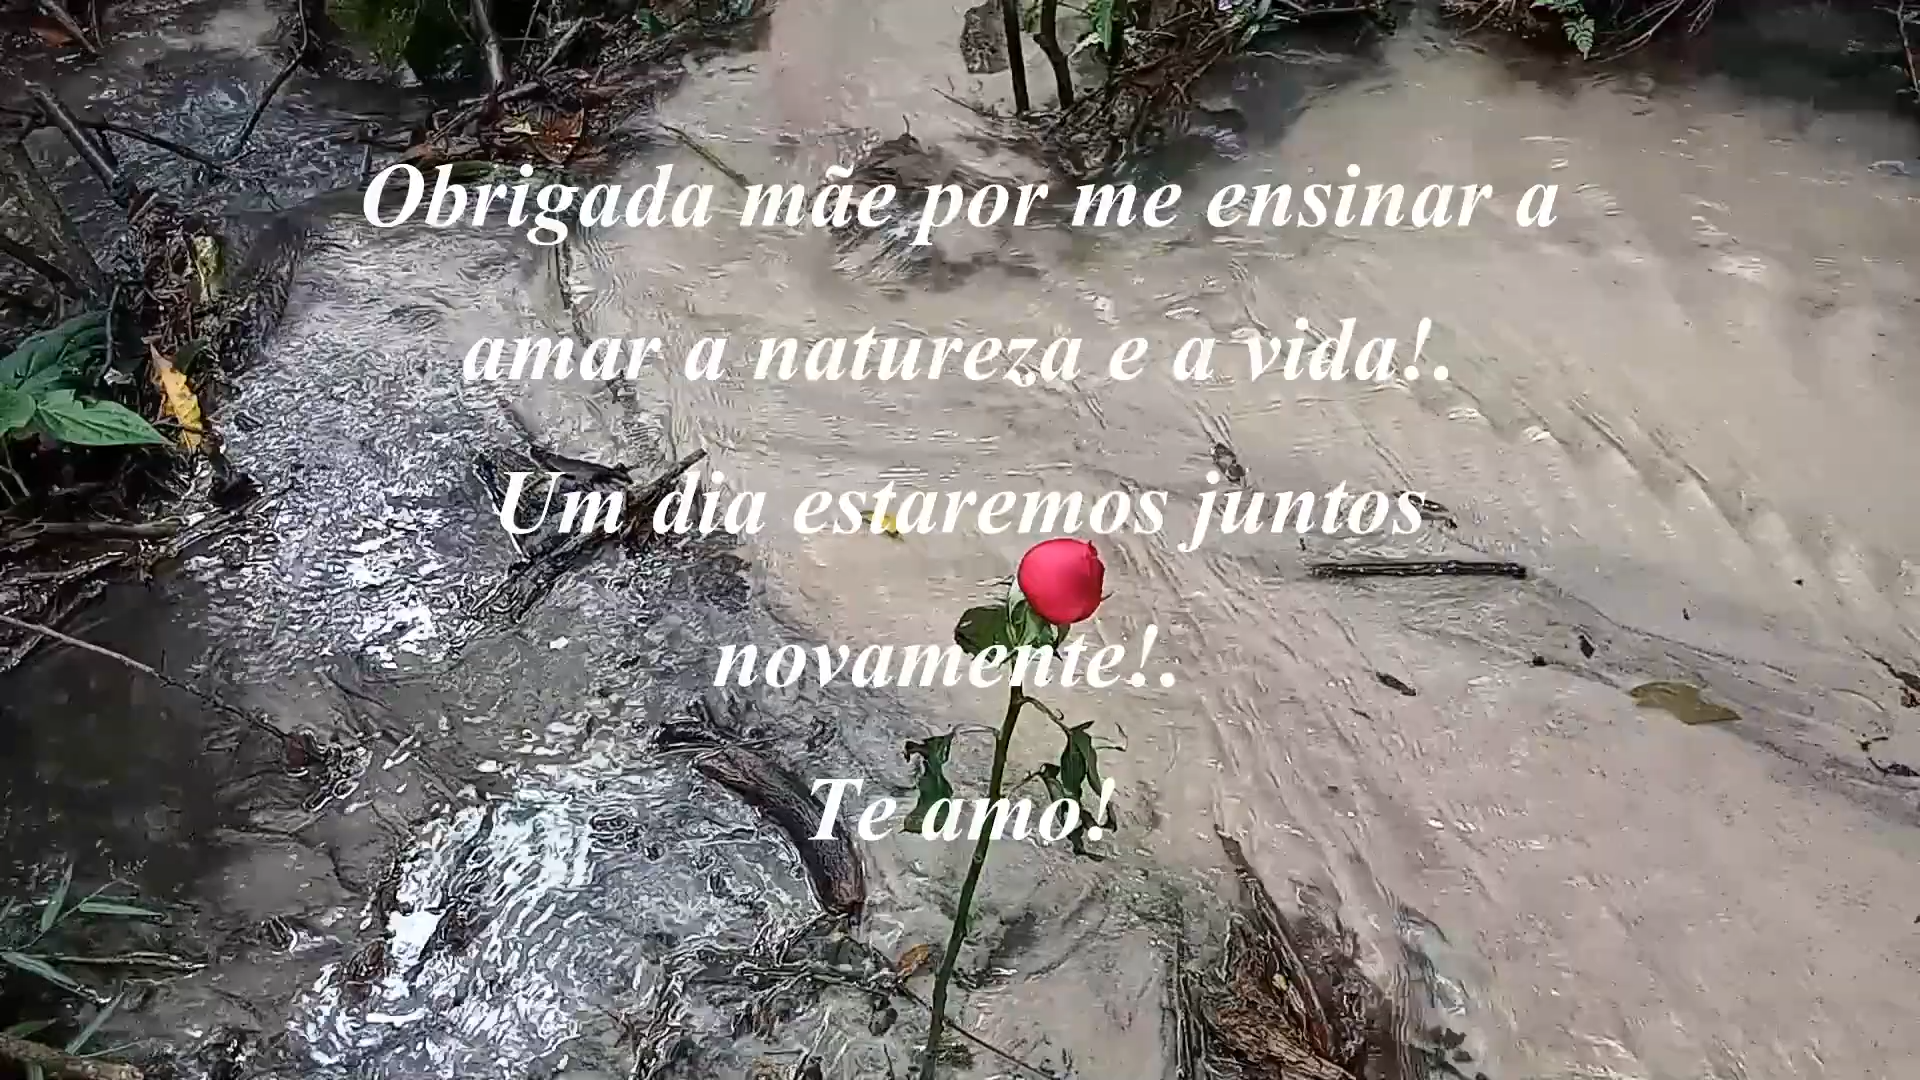 Obrigada mãe por me ensinar a
amar a natureza e a vida!.
Um dia estaremos juntos
novamente!.
Te amo!